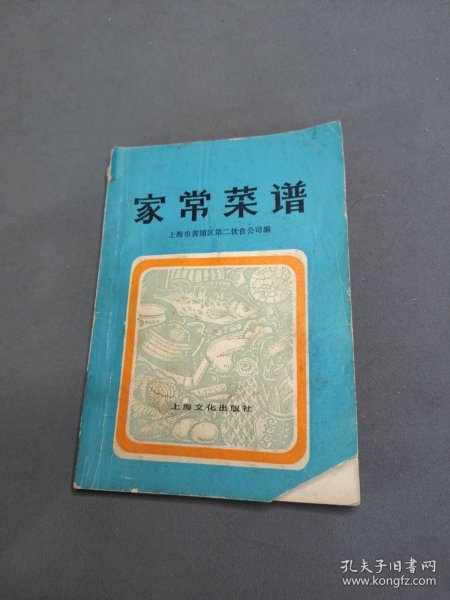 家常菜谱
上海市黄浦区第二饮食公司编
上海文化出版社
孔夫子旧书网
www.kongfz.com